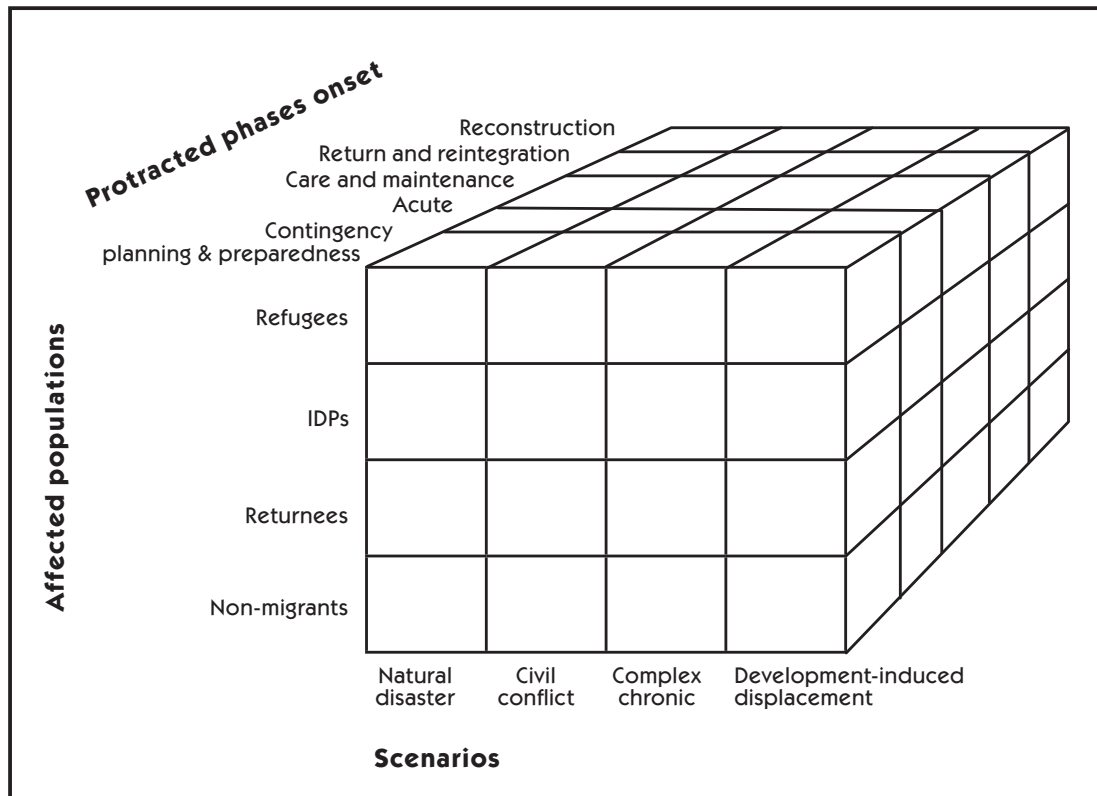 Protracted phases onset
Reconstruction
Return and reintegration
Care and maintenance
Acute
Contingency
planning & preparedness
Affected populations
Refugees
IDPs
Returnees
Non-migrants
Natural
disaster
Civil
conflict
Complex
chronic
Development-induced
displacement
Scenarios